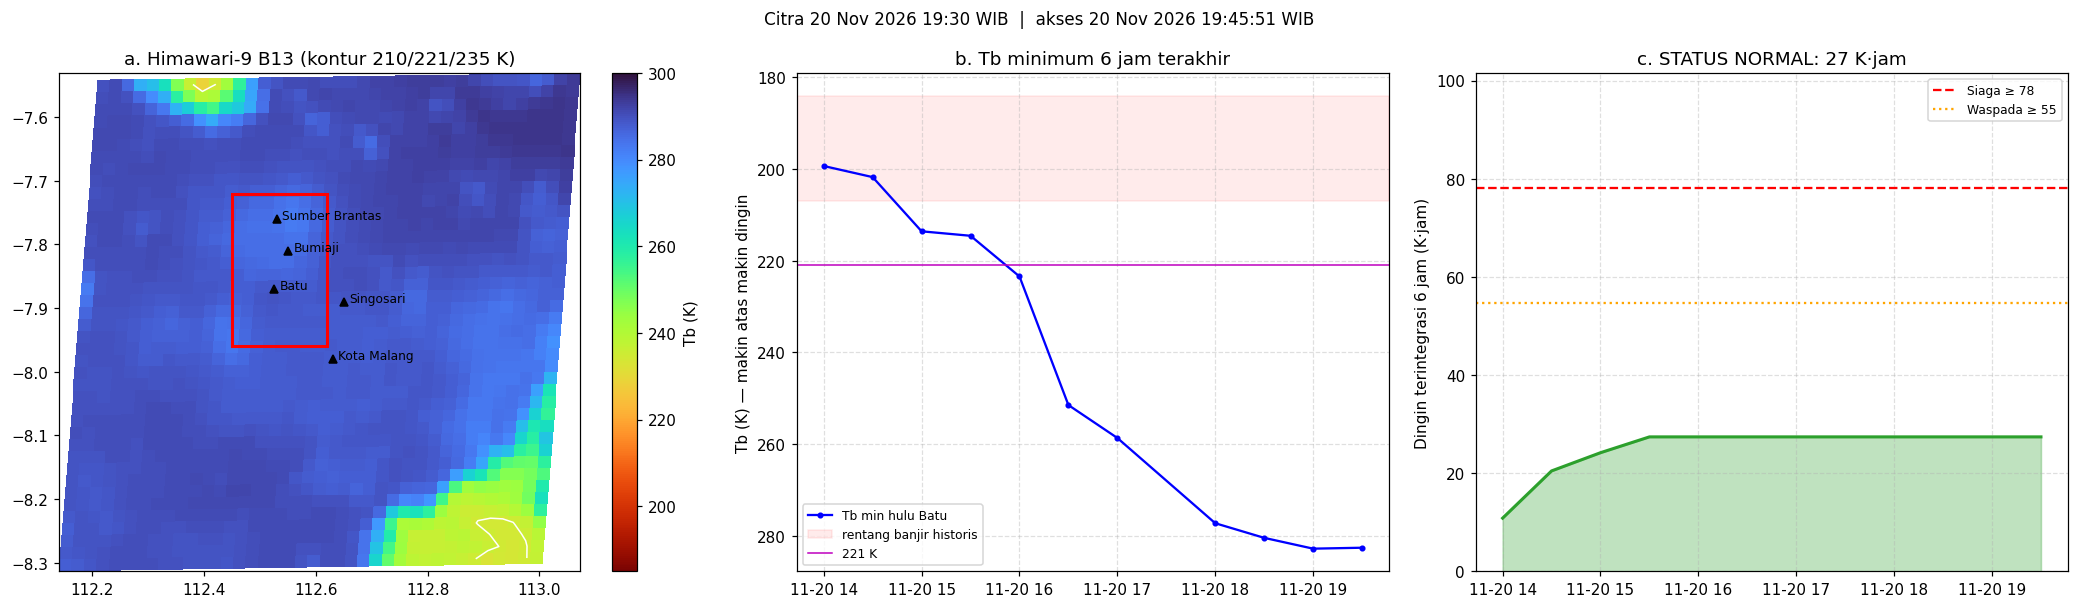 Citra 20 Nov 2026 19:30 WIB | akses 20 Nov 2026 19:45:51 WIB
a. Himawari-9 B13 (kontur 210/221/235 K)
−7.6
−7.7
−7.8
−7.9
−8.0
−8.1
−8.2
−8.3
112.2
112.4
112.6
112.8
113.0
Sumber Brantas
Bumiaji
Batu
Singosari
Kota Malang
300
280
260
240
220
200
Tb (K)
b. Tb minimum 6 jam terakhir
Tb (K) — makin atas makin dingin
180
200
220
240
260
280
Tb min hulu Batu
rentang banjir historis
221 K
11-20 14
11-20 15
11-20 16
11-20 17
11-20 18
11-20 19
c. STATUS NORMAL: 27 K·jam
Dingin terintegrasi 6 jam (K·jam)
100
80
60
40
20
0
Siaga ≥ 78
Waspada ≥ 55
11-20 14
11-20 15
11-20 16
11-20 17
11-20 18
11-20 19